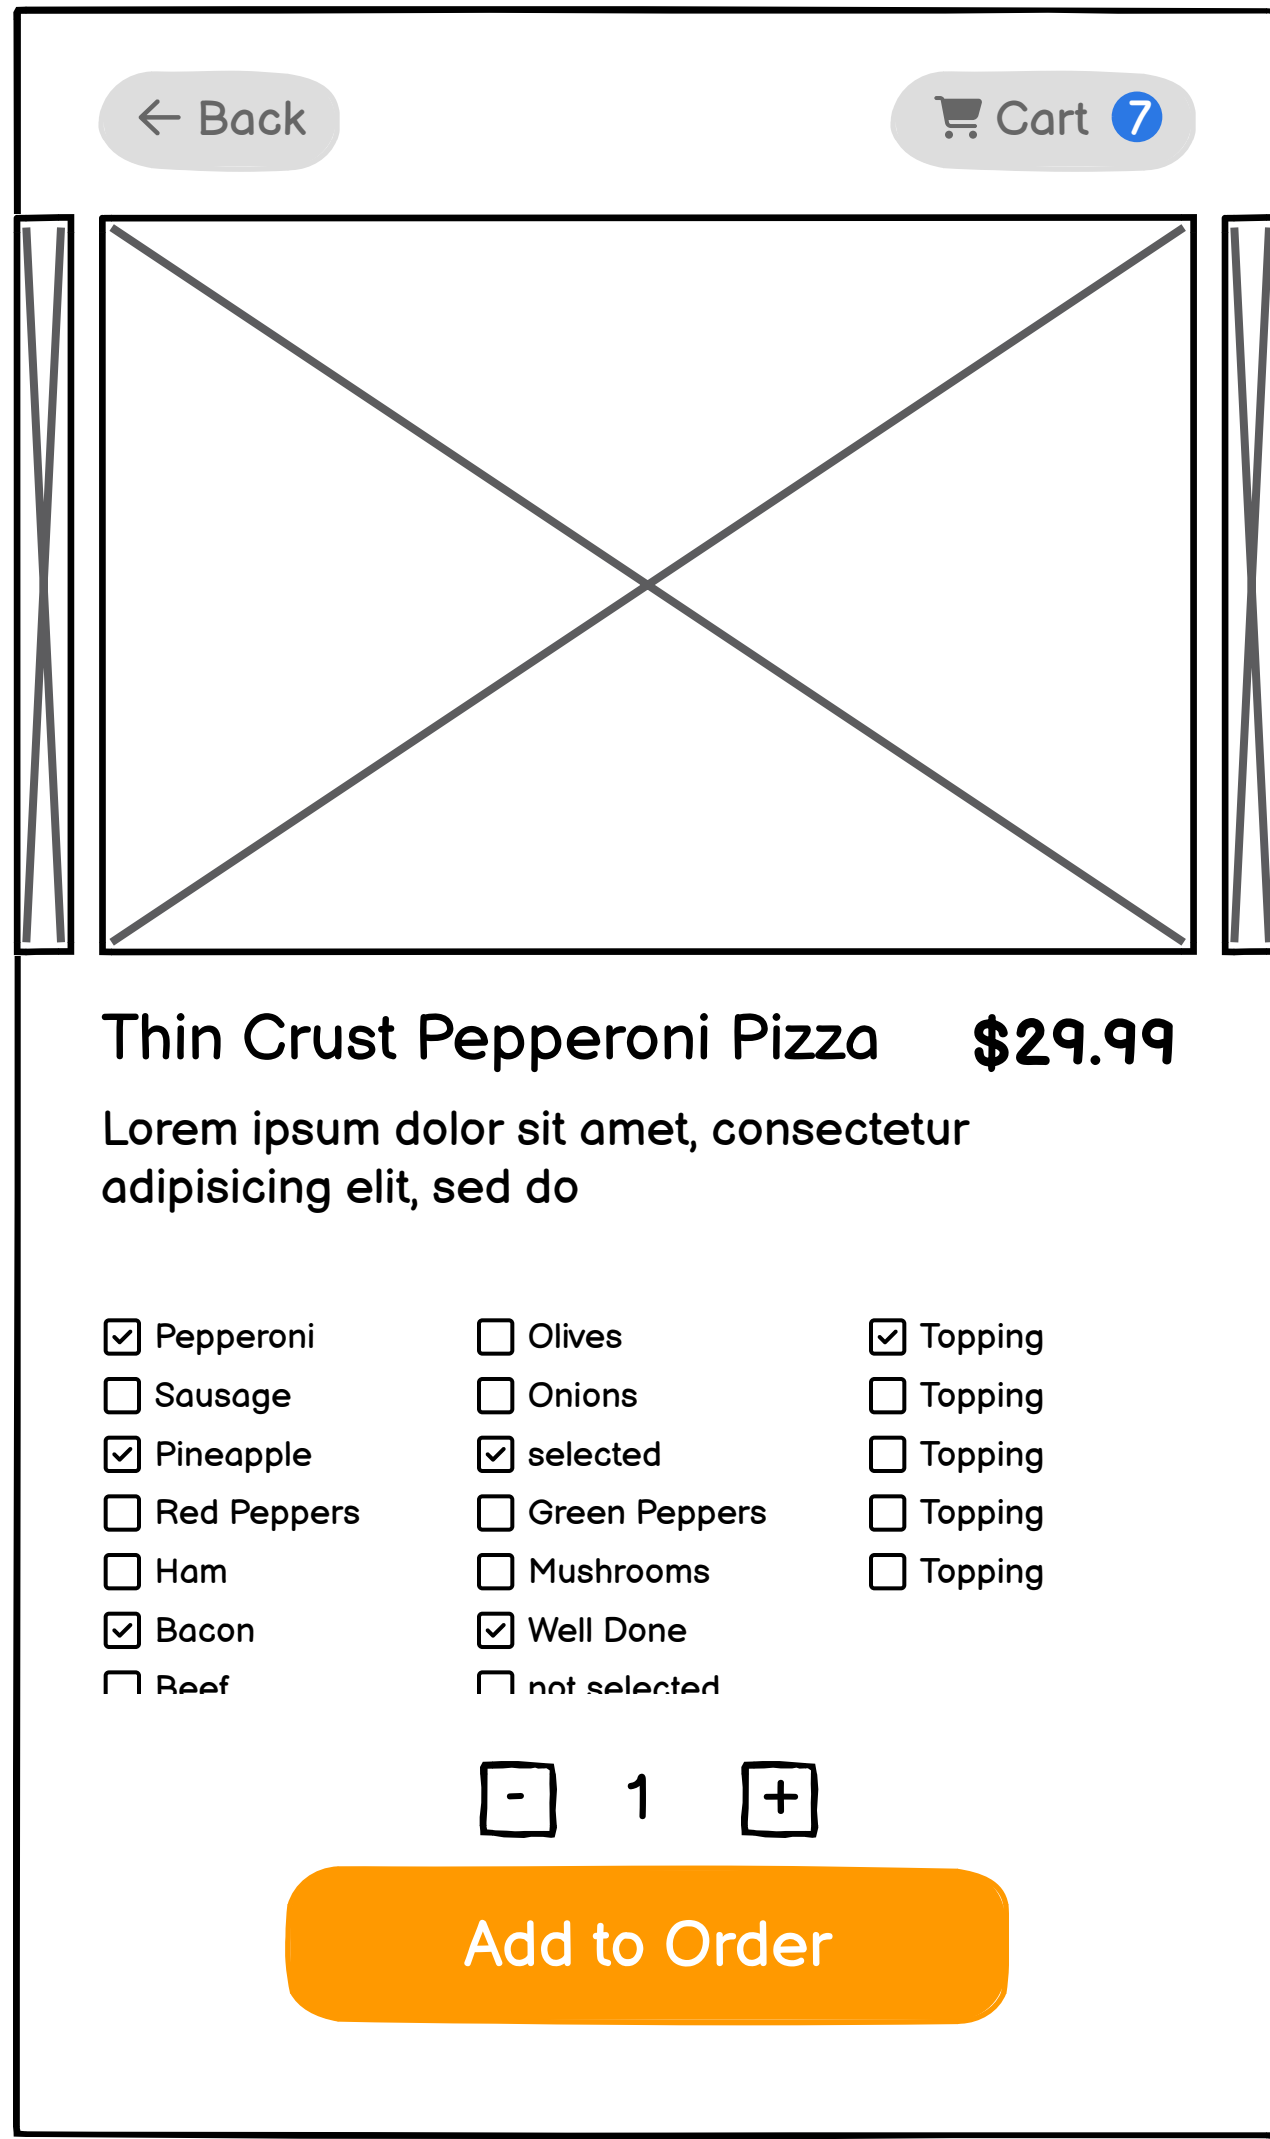 Back
Cart 7
Thin Crust Pepperoni Pizza $29.99
Lorem ipsum dolor sit amet, consectetur
adipisicing elit, sed do
Pepperoni Olives Topping
Sausage Onions Topping
Pineapple selected Topping
Red Peppers Green Peppers Topping
Ham Mushrooms Topping
Bacon Well Done
Beef not selected
- 1 +
Add to Order